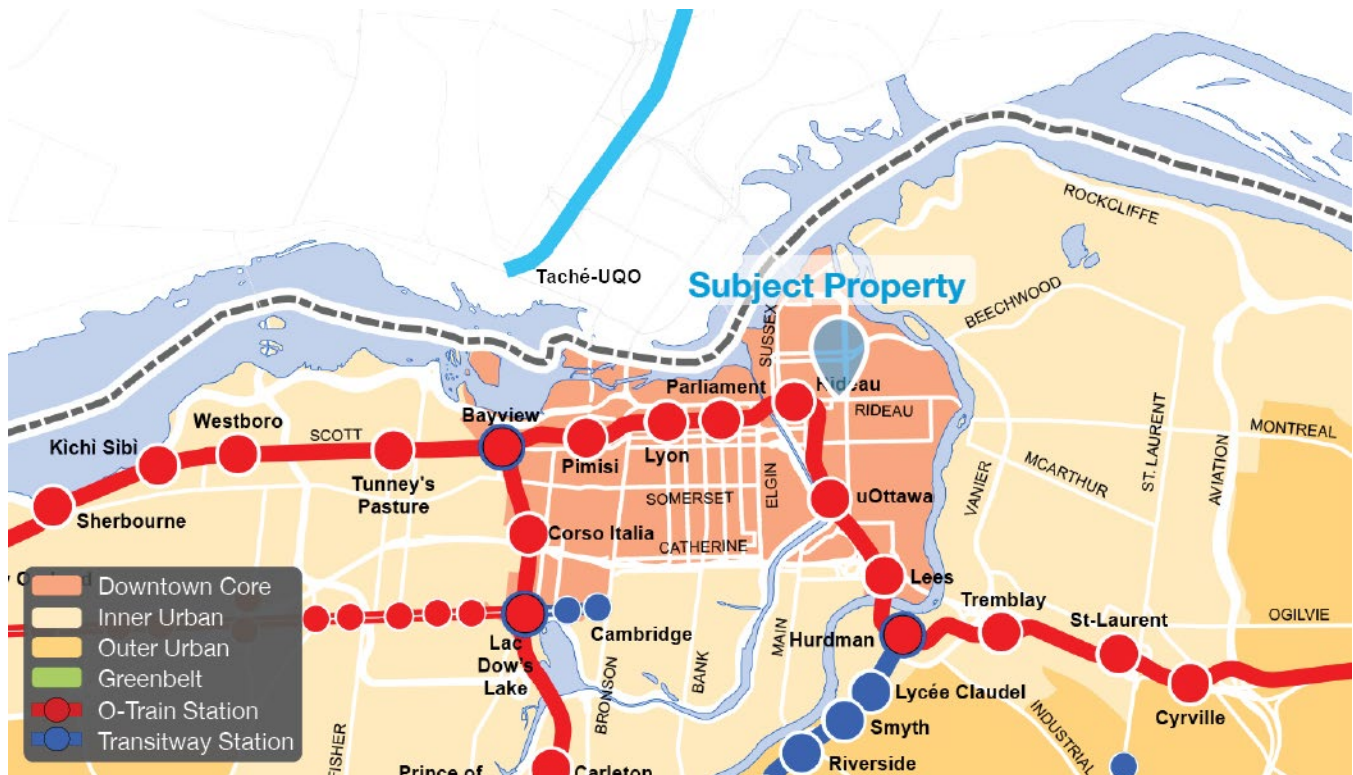 ROCKCLIFFE
Taché-UQO
Subject Property
BEECHWOOD
SUSSEX
Parliament
Rideau
RIDEAU
Westboro
Bayview
Kichì Sibì
SCOTT
Pimisi
Lyon
ELGIN
MONTREAL
MCARTHUR
ST. LAURENT
AVIATION
VANIER
Tunney's
Pasture
SOMERSET
uOttawa
Sherbourne
Corso Italia
CATHERINE
Lees
Downtown Core
Inner Urban
Outer Urban
Greenbelt
O-Train Station
Transitway Station
Lac
Dow's
Lake
Cambridge
BRONSON
BANK
MAIN
Hurdman
Tremblay
St-Laurent
OGILVIE
Lycée Claudel
Smyth
Cyrville
INDUSTRIAL
FISHER
Riverside
Prince of
Carleton